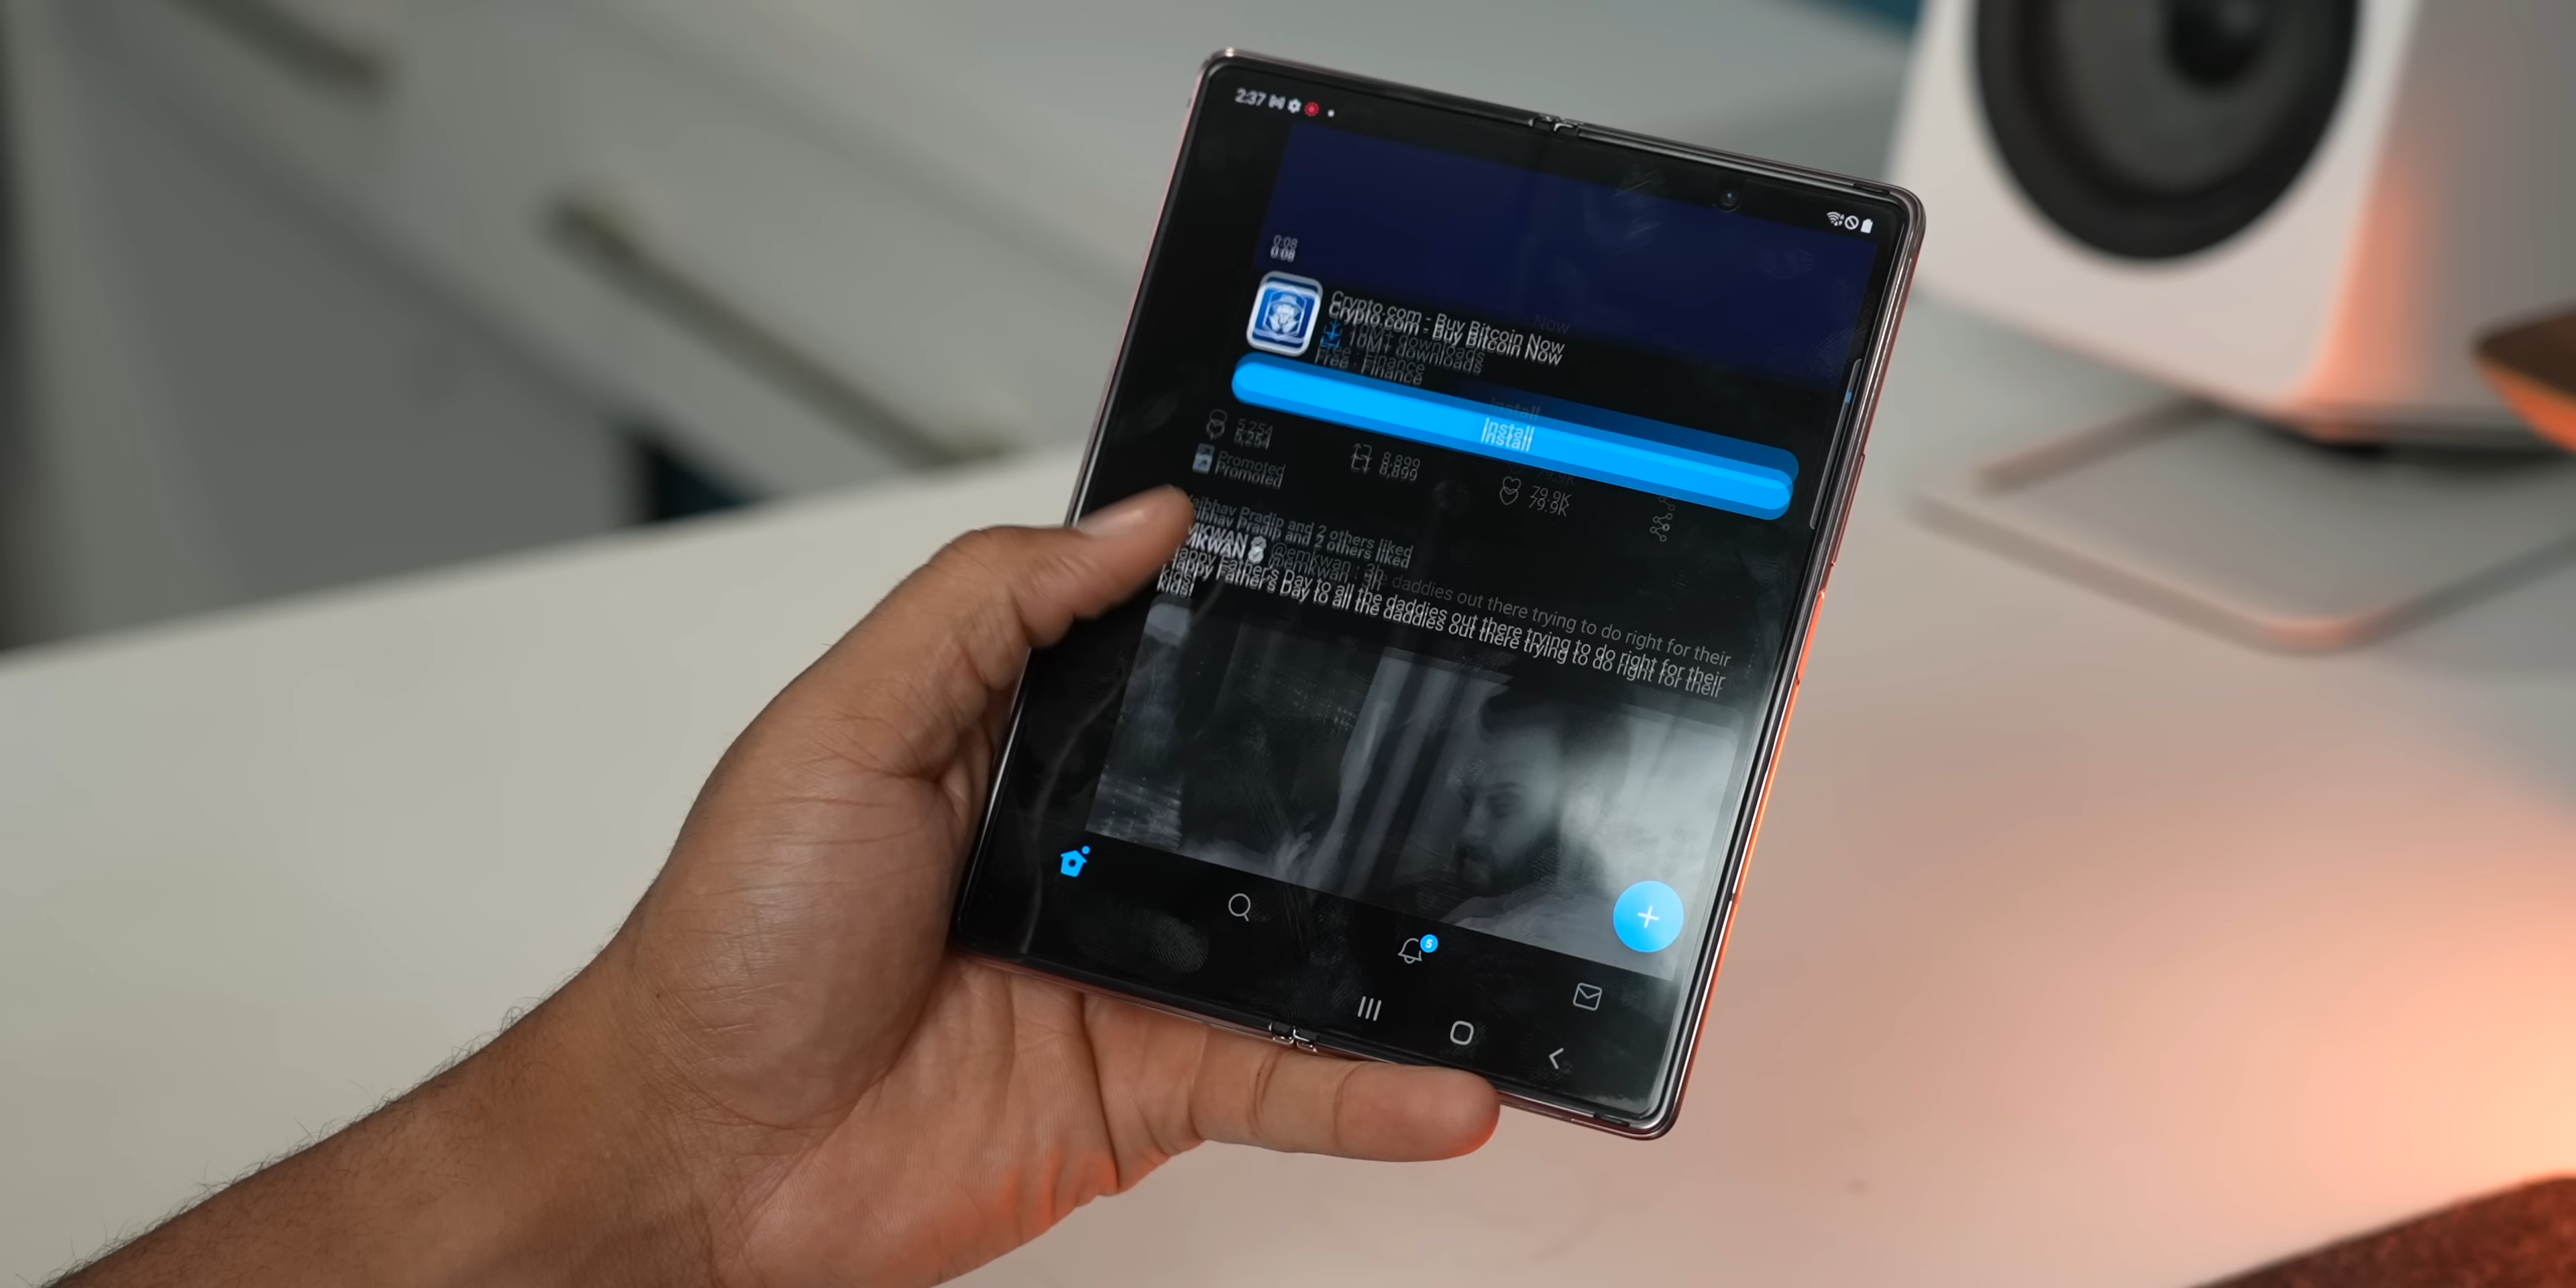 2:37
0:08
Crypto.com - Buy Bitcoin Now
10M+ downloads
Free · Finance
Install
5,254 8,899 79.9K
Promoted
Vaibhav Pradip and 2 others liked
EMKWAN @emkwan · 3h
Happy Father's Day to all the daddies out there trying to do right for their
kids!
5